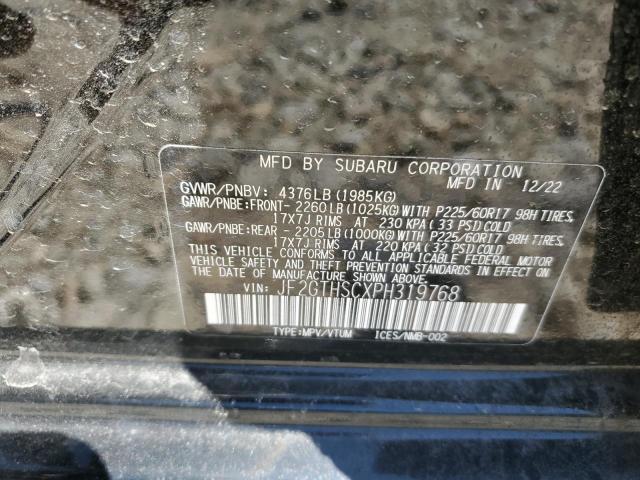 MFD BY SUBARU CORPORATION
MFD IN 12/22
GVWR/PNBV: 4376LB(1985KG)
GAWR/PNBE:FRONT- 2260LB(1025KG)WITH P225/60R17 98H TIRES,
17X7J RIMS AT 230 KPA(33 PSI)COLD
GAWR/PNBE:REAR - 2205LB(1000KG)WITH P225/60R17 98H TIRES,
17X7J RIMS AT 220 KPA(32 PSI)COLD
THIS VEHICLE CONFORMS TO ALL APPLICABLE FEDERAL MOTOR
VEHICLE SAFETY AND THEFT PREVENTION STANDARDS IN EFFECT
ON THE DATE OF MANUFACTURE SHOWN ABOVE.
VIN: JF2GTHSCXPH319768
TYPE:MPV/VTUM ICES/NMB-002